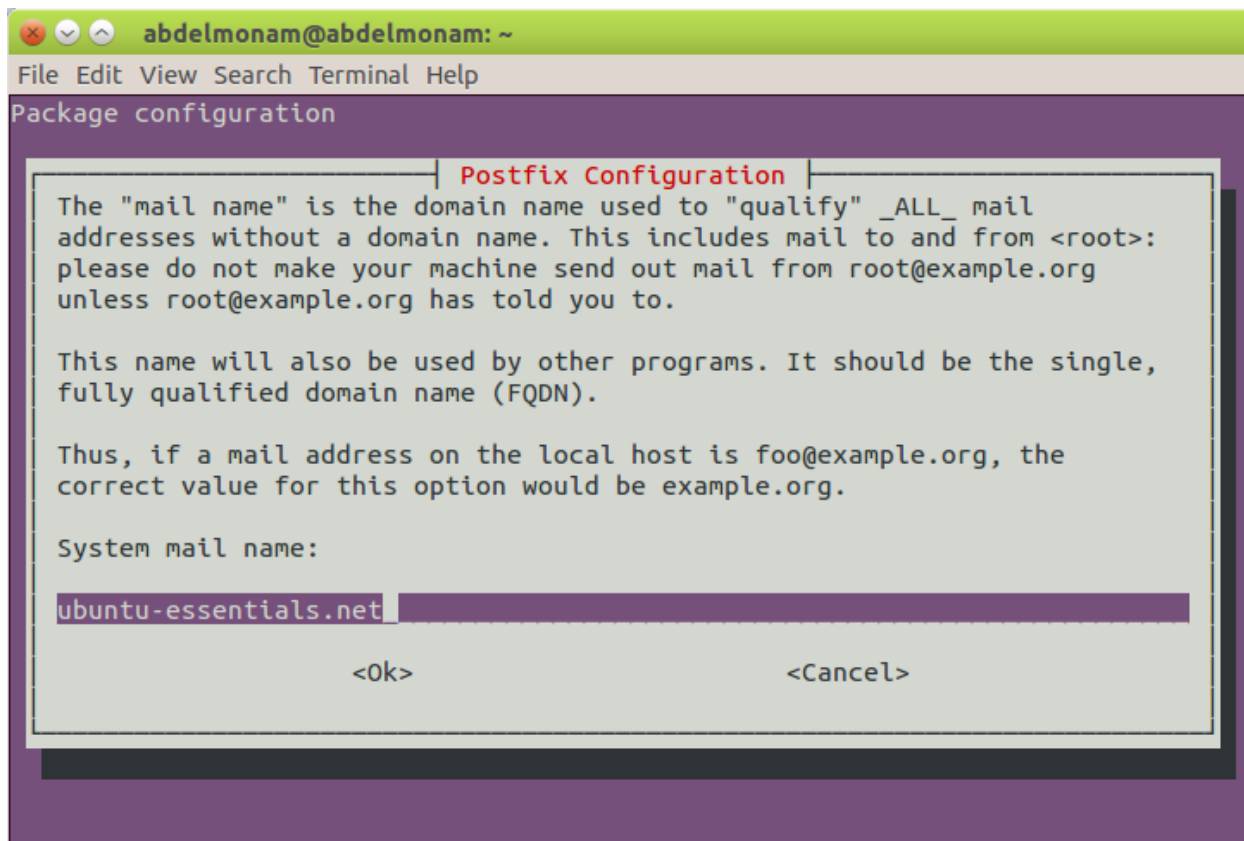 abdelmonam@abdelmonam: ~
File Edit View Search Terminal Help
Package configuration
Postfix Configuration
The "mail name" is the domain name used to "qualify" _ALL_ mail
addresses without a domain name. This includes mail to and from <root>:
please do not make your machine send out mail from root@example.org
unless root@example.org has told you to.
This name will also be used by other programs. It should be the single,
fully qualified domain name (FQDN).
Thus, if a mail address on the local host is foo@example.org, the
correct value for this option would be example.org.
System mail name:
ubuntu-essentials.net
<Ok> <Cancel>